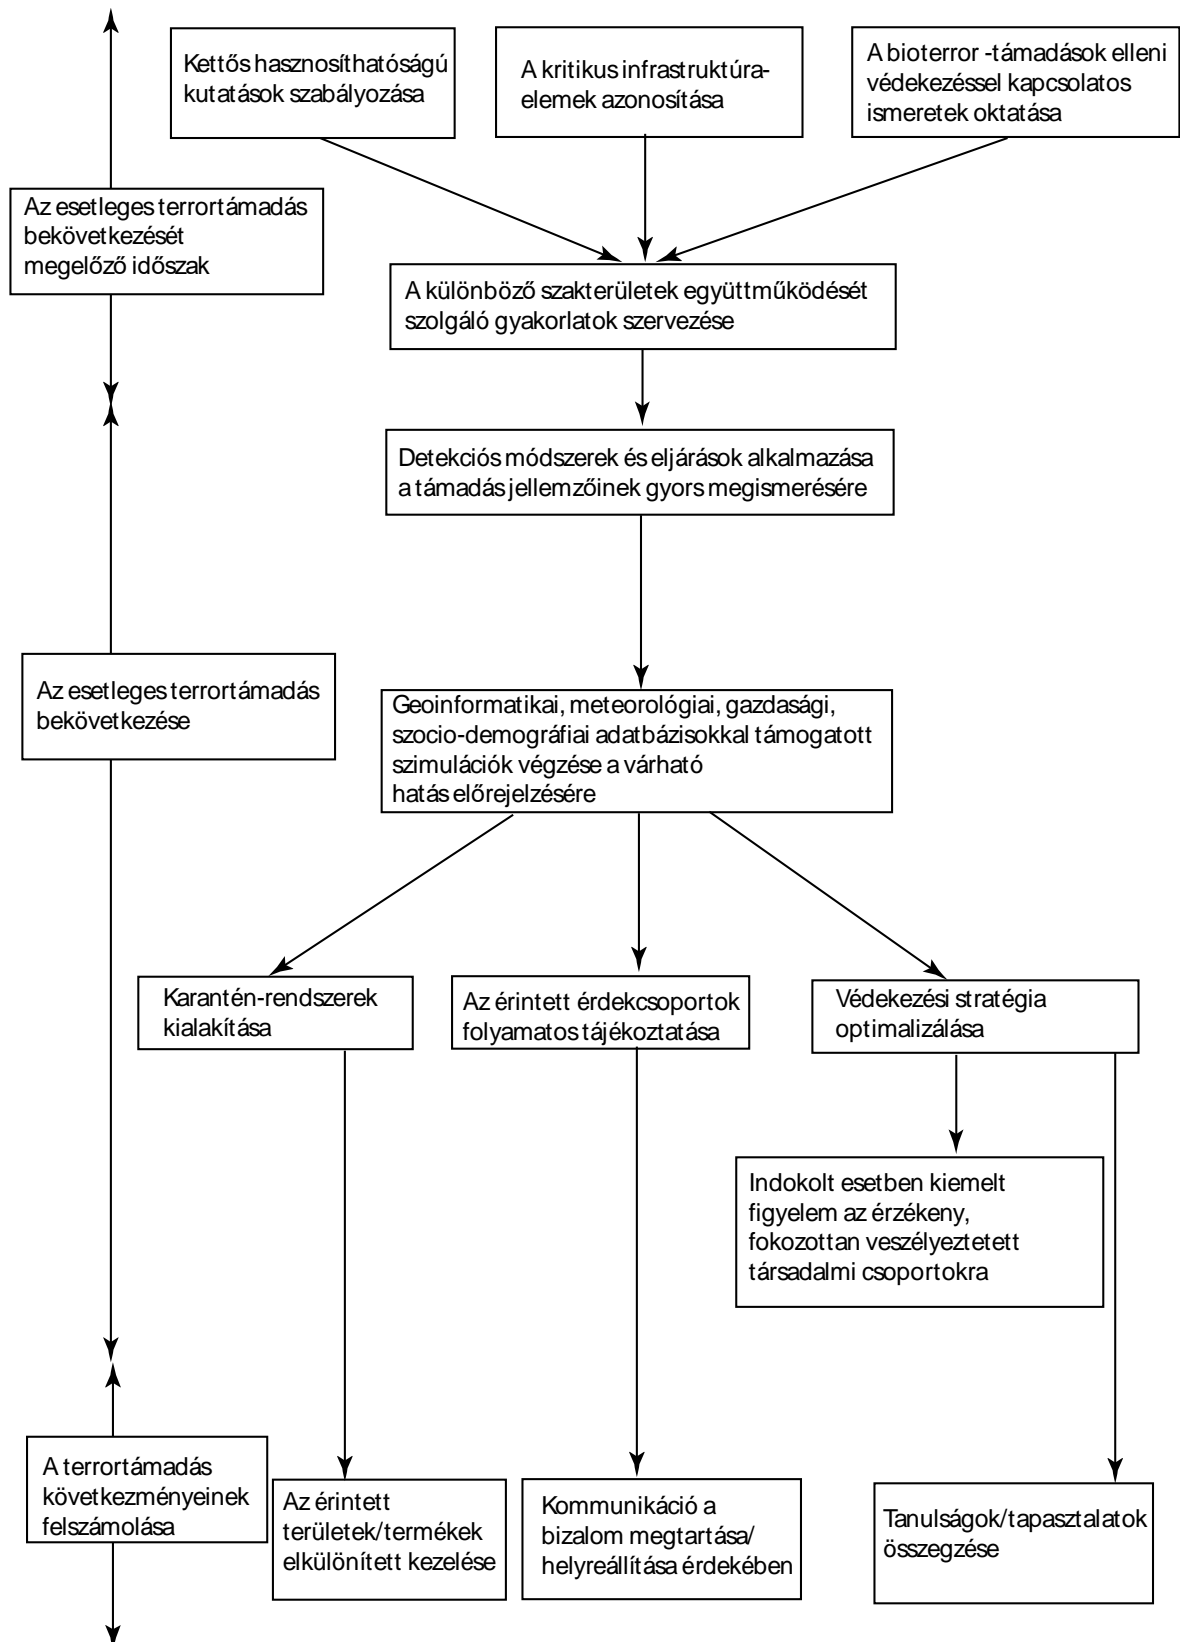 Kettős hasznosíthatóságú
kutatások szabályozása
A kritikus infrastruktúra-
elemek azonosítása
A bioterror -támadások elleni
védekezéssel kapcsolatos
ismeretek oktatása
Az esetleges terrortámadás
bekövetkezését
megelőző időszak
A különböző szakterületek együttműködését
szolgáló gyakorlatok szervezése
Detekciós módszerek és eljárások alkalmazása
a támadás jellemzőinek gyors megismerésére
Az esetleges terrortámadás
bekövetkezése
Geoinformatikai, meteorológiai, gazdasági,
szocio-demográfiai adatbázisokkal támogatott
szimulációk végzése a várható
hatás előrejelzésére
Karantén-rendszerek
kialakítása
Az érintett érdekcsoportok
folyamatos tájékoztatása
Védekezési stratégia
optimalizálása
Indokolt esetben kiemelt
figyelem az érzékeny,
fokozottan veszélyeztetett
társadalmi csoportokra
A terrortámadás
következményeinek
felszámolása
Az érintett
területek/termékek
elkülönített kezelése
Kommunikáció a
bizalom megtartása/
helyreállítása érdekében
Tanulságok/tapasztalatok
összegzése